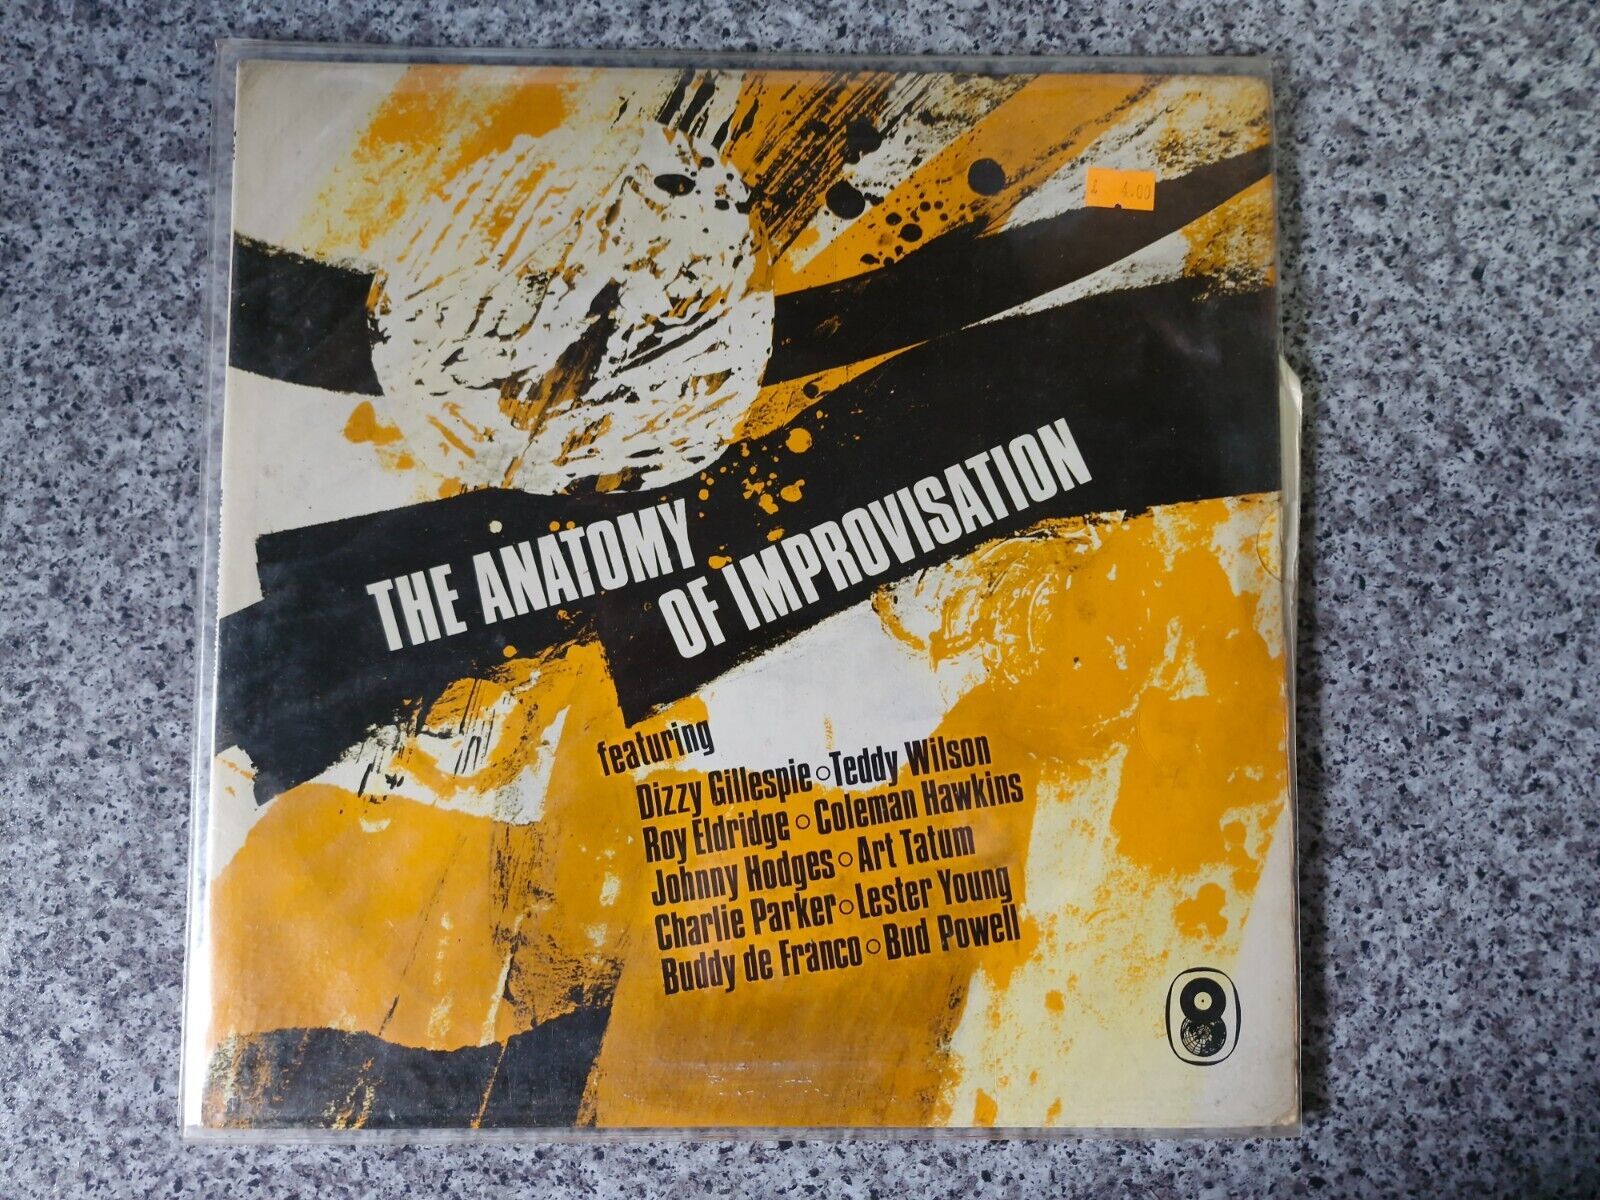 £ 4.00
THE ANATOMY
OF IMPROVISATION
featuring
Dizzy Gillespie ○ Teddy Wilson
Roy Eldridge ○ Coleman Hawkins
Johnny Hodges ○ Art Tatum
Charlie Parker ○ Lester Young
Buddy de Franco ○ Bud Powell